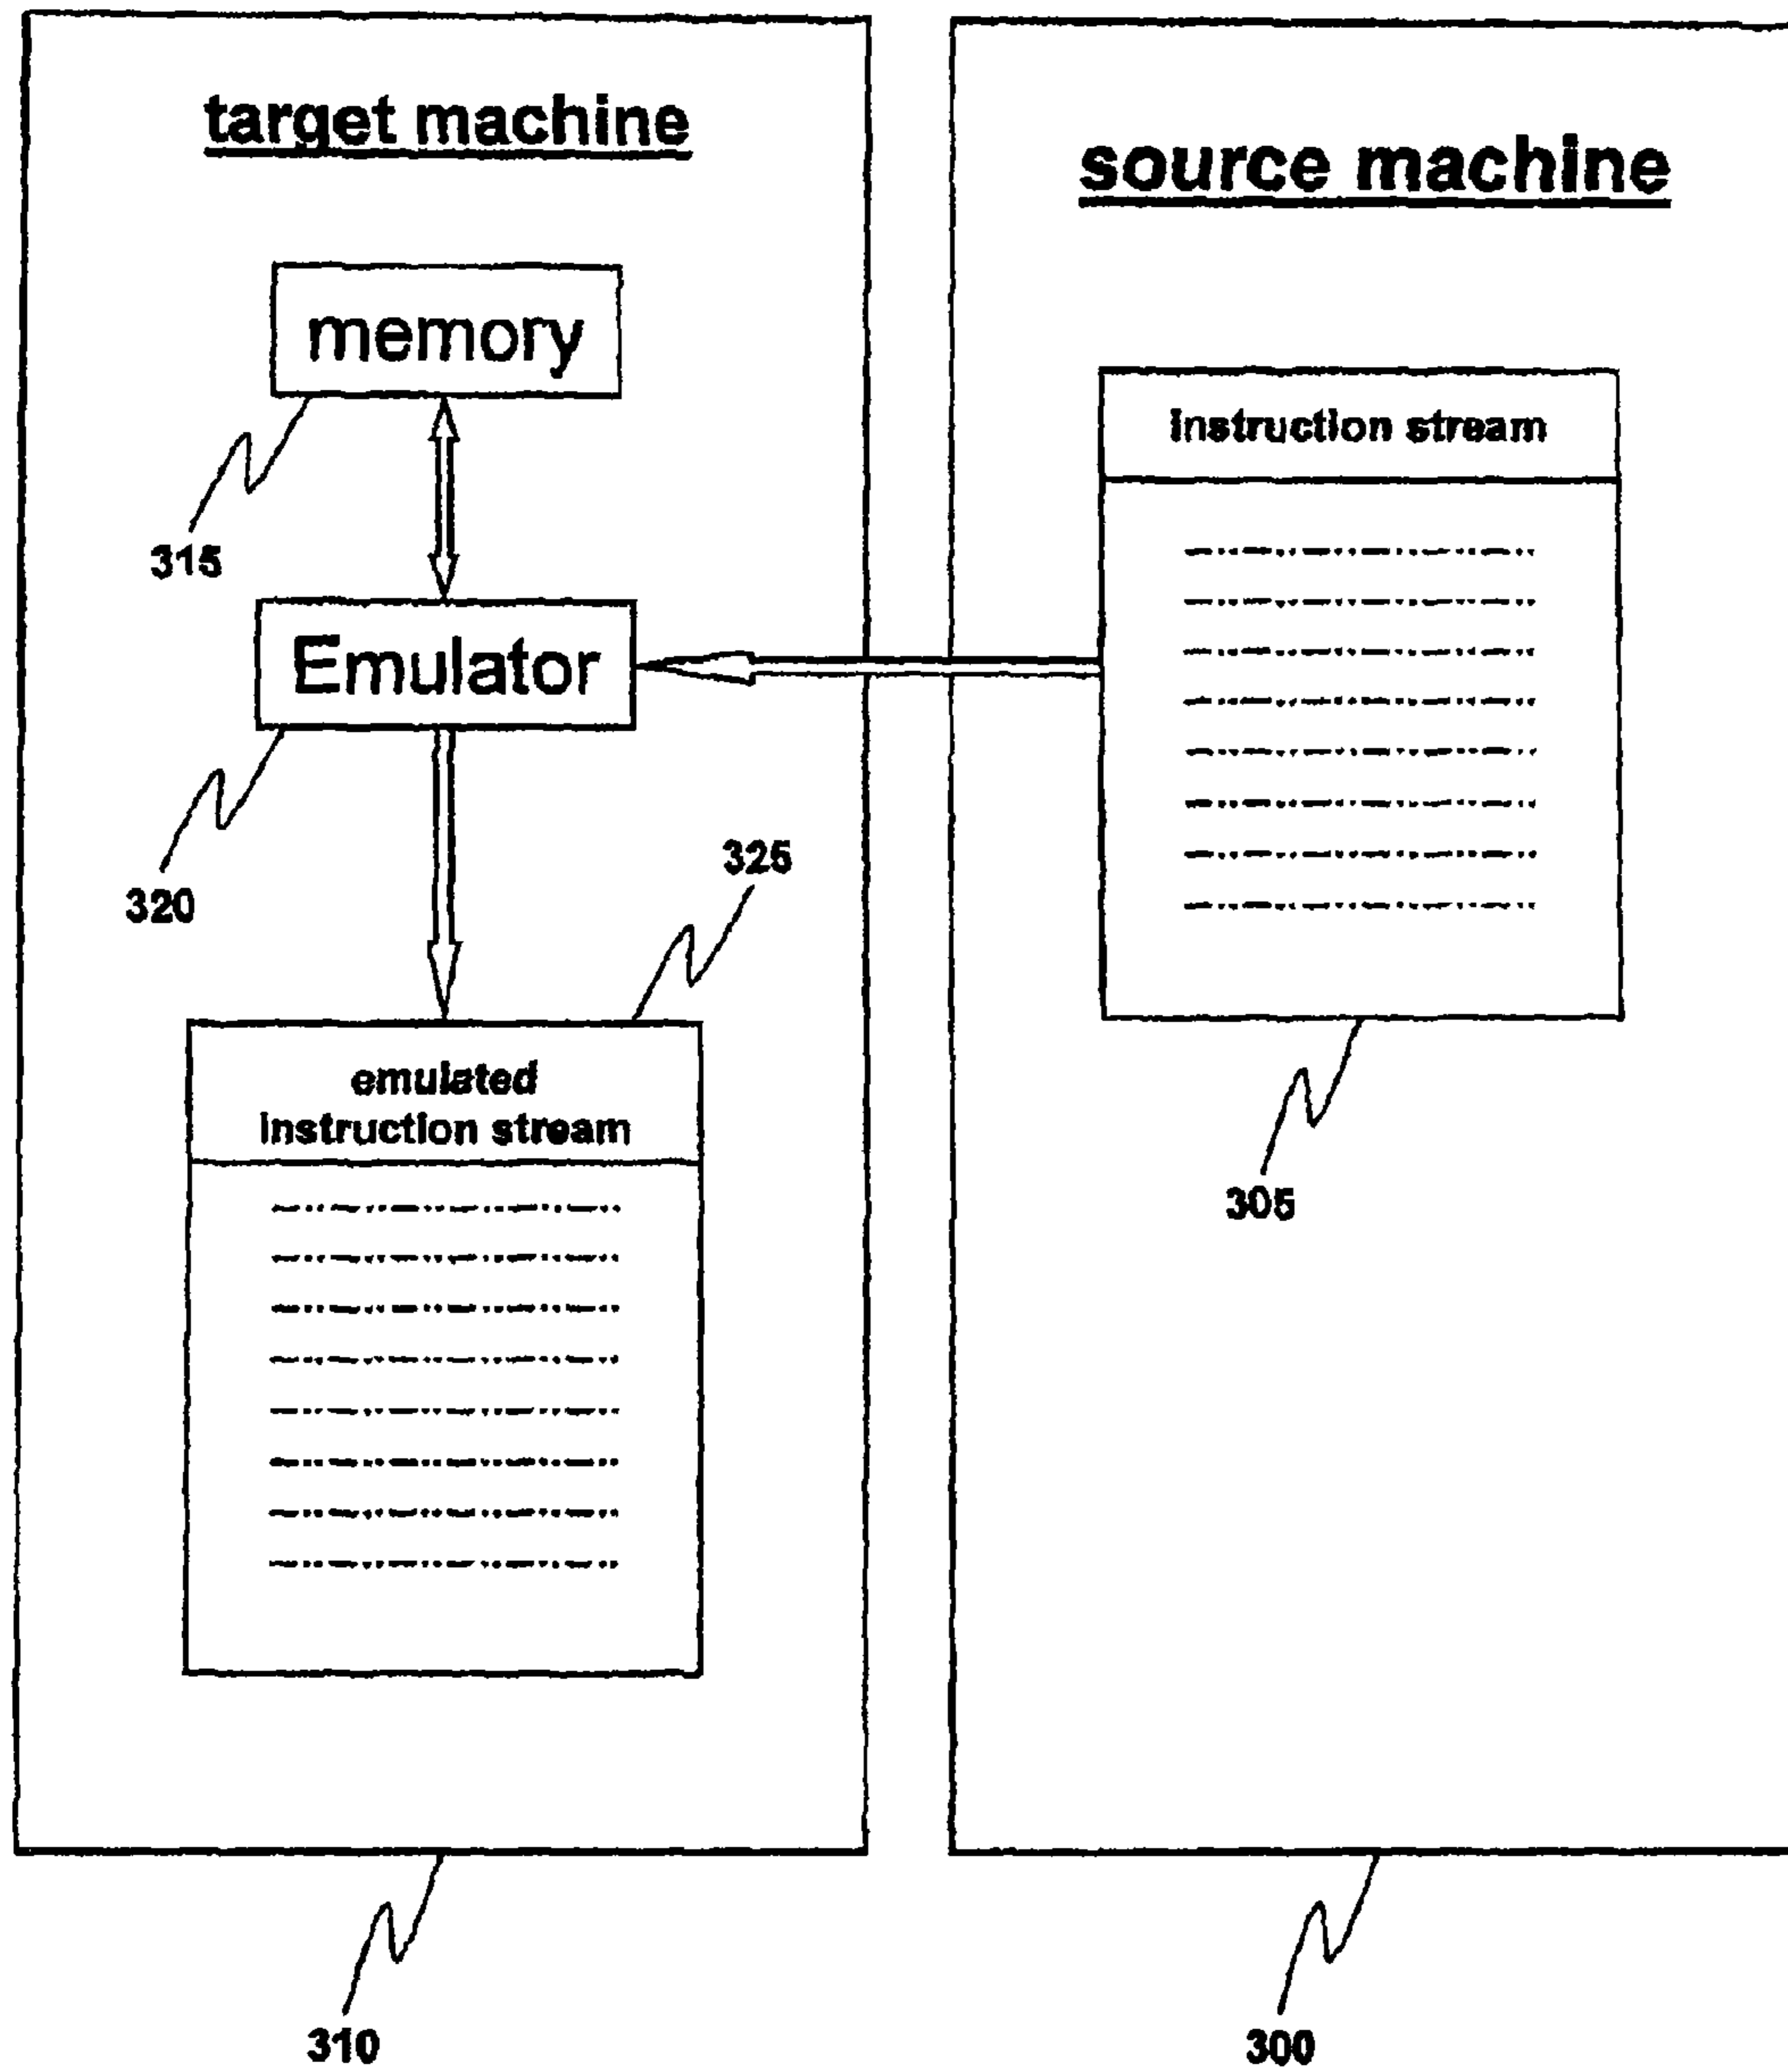 target machine
memory
315
Emulator
320
325
emulated
instruction stream
310
source machine
Instruction stream
305
300